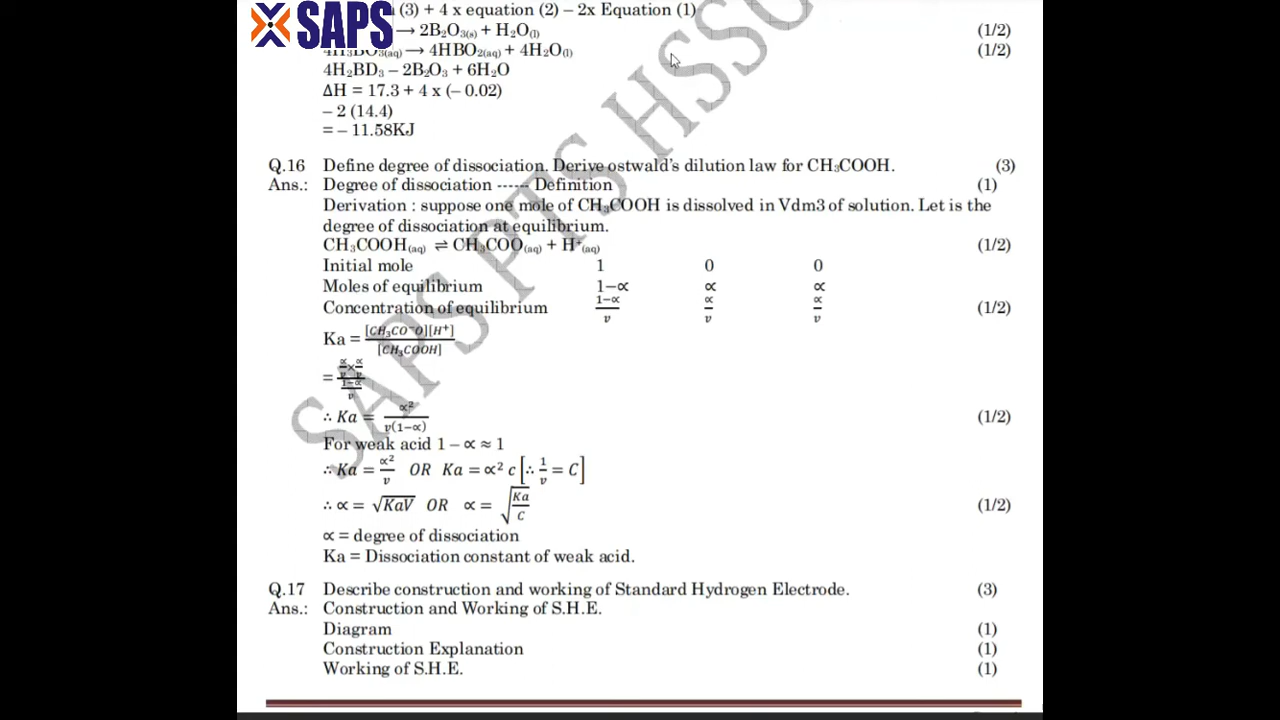 SAPS
(3) + 4 x equation (2) – 2x Equation (1)
→ 2B₂O₃₍ₛ₎ + H₂O₍ₗ₎ (1/2)
4H₃BO₃(aq) → 4HBO₂(aq) + 4H₂O(l) (1/2)
4H₂BD₃ – 2B₂O₃ + 6H₂O
ΔH = 17.3 + 4 x (– 0.02)
– 2 (14.4)
= – 11.58KJ
Q.16 Define degree of dissociation. Derive ostwald's dilution law for CH₃COOH. (3)
Ans.: Degree of dissociation ------ Definition (1)
Derivation : suppose one mole of CH₃COOH is dissolved in Vdm3 of solution. Let is the
degree of dissociation at equilibrium.
CH₃COOH(aq) ⇌ CH₃COO(aq) + H⁺(aq) (1/2)
Initial mole 1 0 0
Moles of equilibrium 1−∝ ∝ ∝
Concentration of equilibrium (1−∝)/v ∝/v ∝/v (1/2)
Ka = [CH₃CO⁻O][H⁺]/[CH₃COOH]
= (∝/v × ∝/v)/((1−∝)/v)
∴ Ka = ∝²/v(1−∝) (1/2)
For weak acid 1 – ∝ ≈ 1
∴ Ka = ∝²/v OR Ka = ∝² c [∴ 1/v = C]
∴ ∝ = √KaV OR ∝ = √(Ka/C) (1/2)
∝ = degree of dissociation
Ka = Dissociation constant of weak acid.
Q.17 Describe construction and working of Standard Hydrogen Electrode. (3)
Ans.: Construction and Working of S.H.E.
Diagram (1)
Construction Explanation (1)
Working of S.H.E. (1)
SAPS PTS HSSC